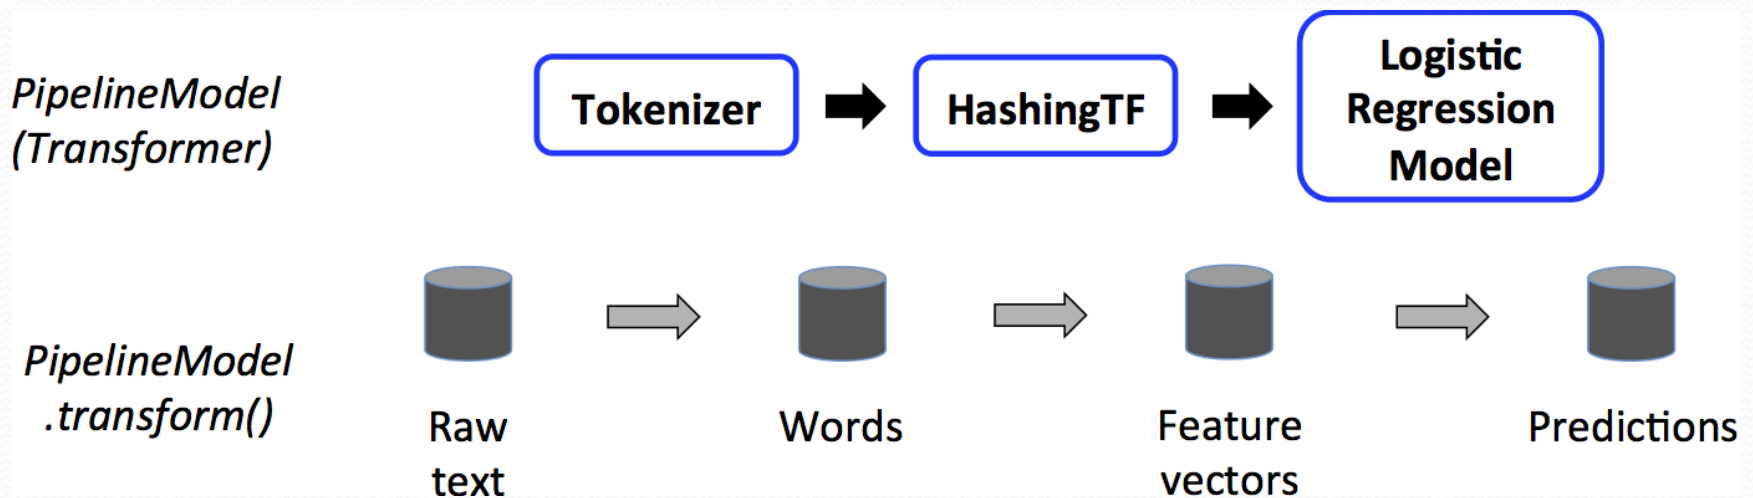 PipelineModel
(Transformer)
Tokenizer
HashingTF
Logistic
Regression
Model
PipelineModel
.transform()
Raw
text
Words
Feature
vectors
Predictions